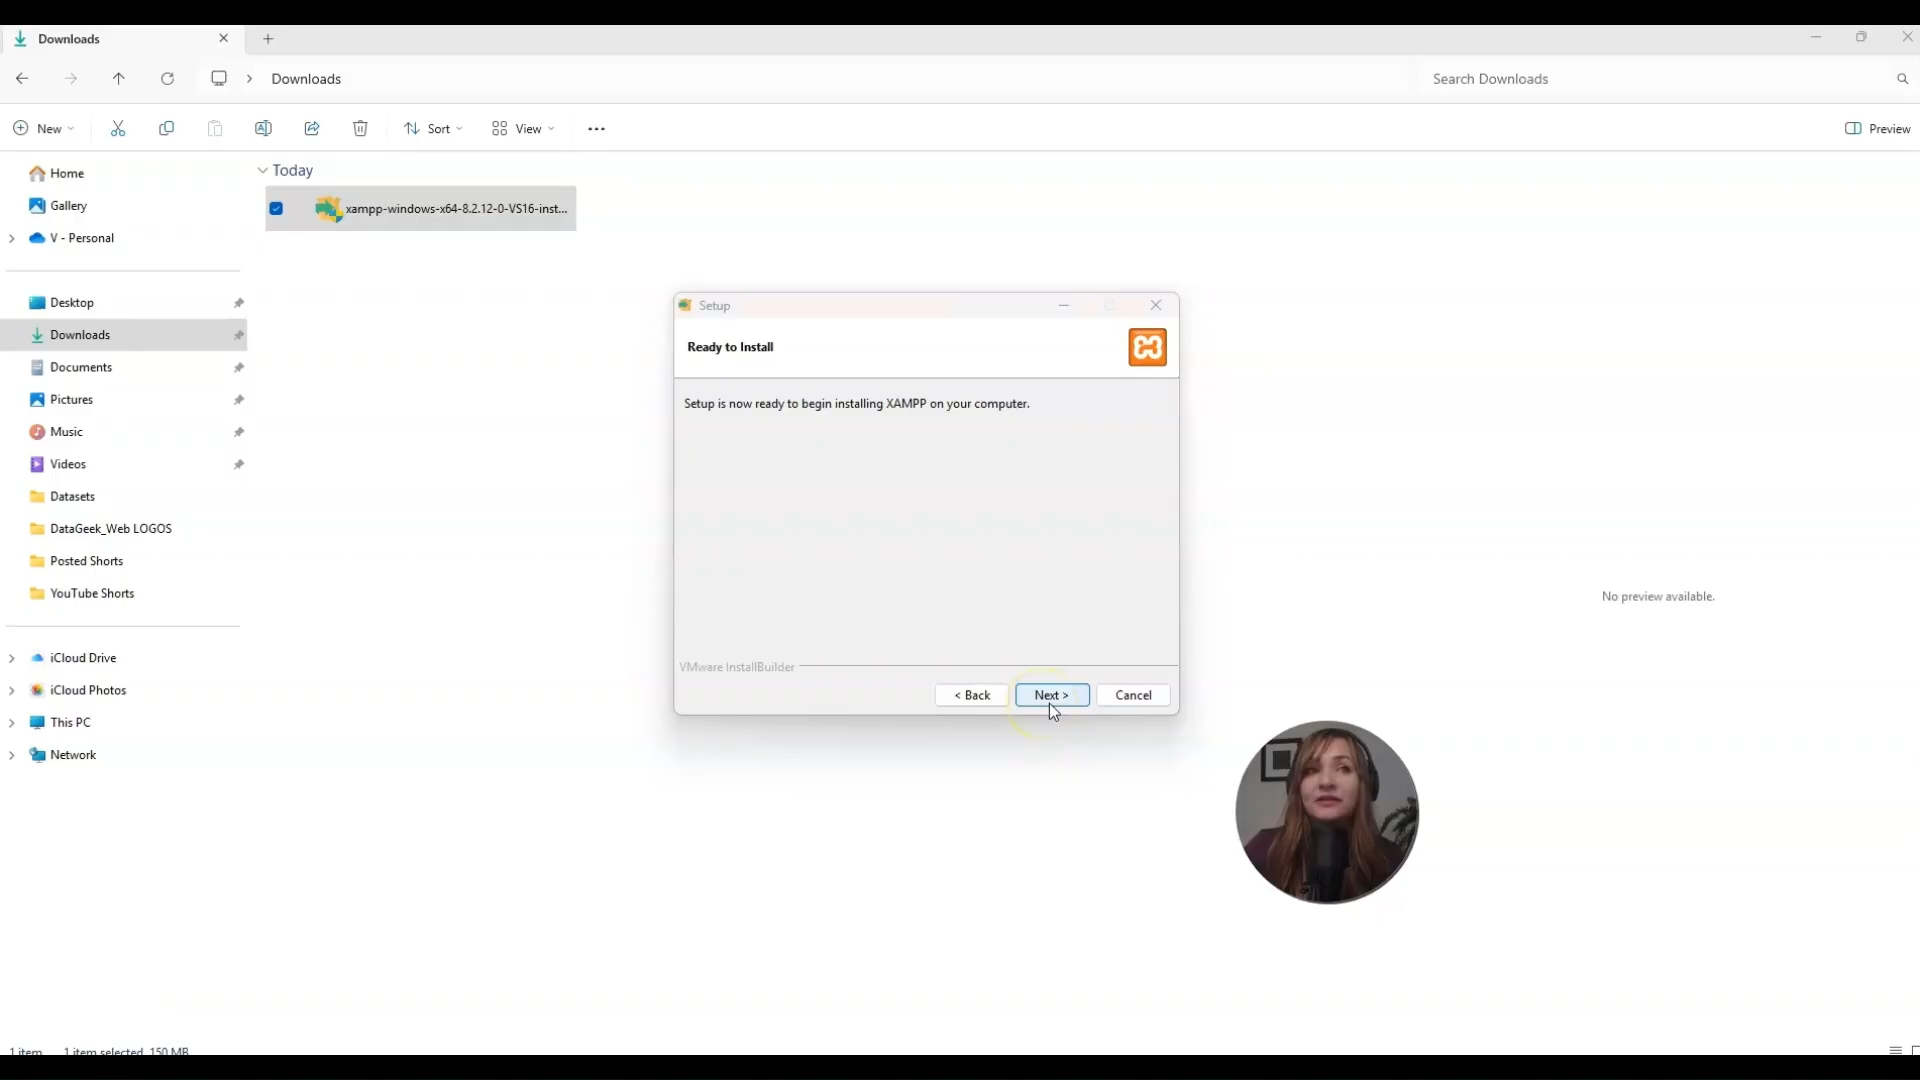 Downloads
Downloads
Search Downloads
New
Sort
View
Preview
Home
Gallery
V - Personal
Desktop
Downloads
Documents
Pictures
Music
Videos
Datasets
DataGeek_Web LOGOS
Posted Shorts
YouTube Shorts
iCloud Drive
iCloud Photos
This PC
Network
Today
xampp-windows-x64-8.2.12-0-VS16-inst...
Setup
Ready to Install
Setup is now ready to begin installing XAMPP on your computer.
VMware InstallBuilder
< Back
Next >
Cancel
No preview available.
1 item 1 item selected 150 MB